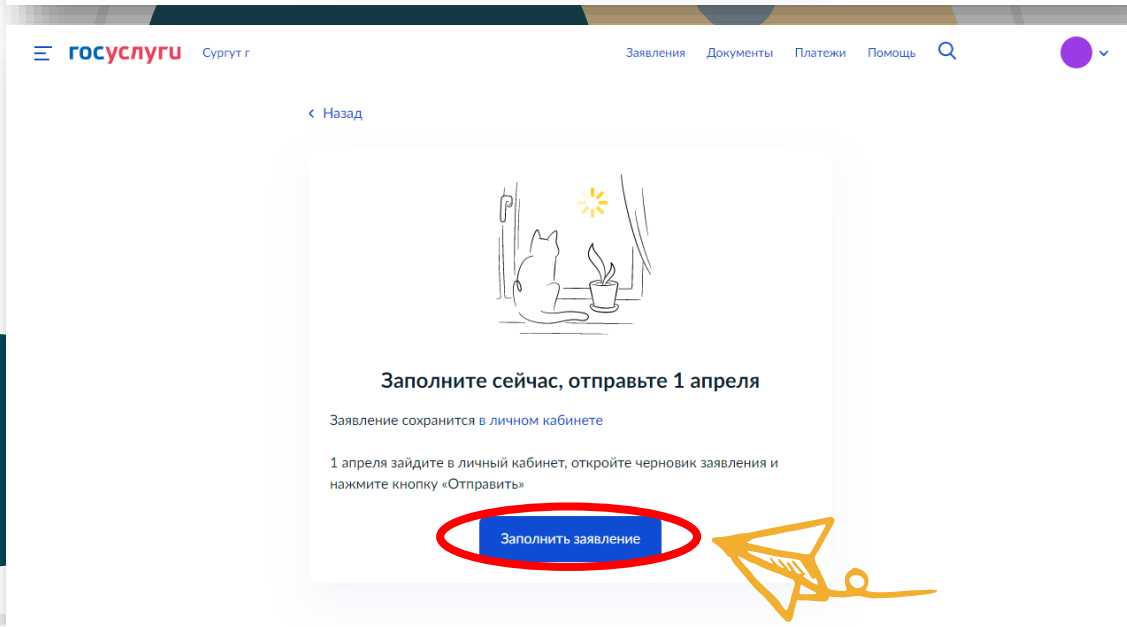 госуслуги Сургут г Заявления Документы Платежи Помощь
Назад
Заполните сейчас, отправьте 1 апреля
Заявление сохранится в личном кабинете
1 апреля зайдите в личный кабинет, откройте черновик заявления и
нажмите кнопку «Отправить»
Заполнить заявление